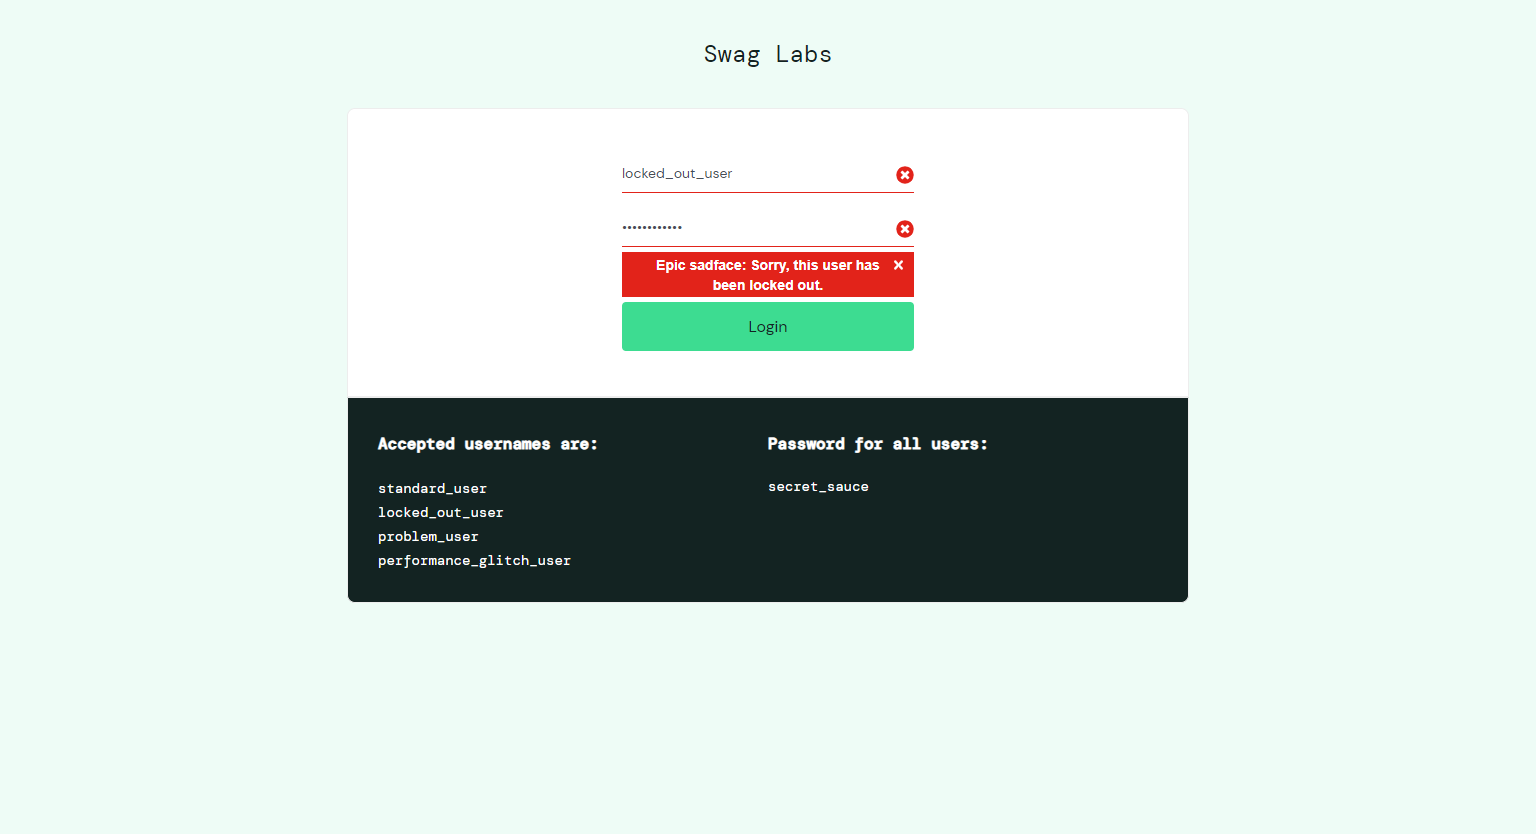 Swag Labs
locked_out_user
••••••••••••
Epic sadface: Sorry, this user has
been locked out.
Login
Accepted usernames are:
standard_user
locked_out_user
problem_user
performance_glitch_user
Password for all users:
secret_sauce